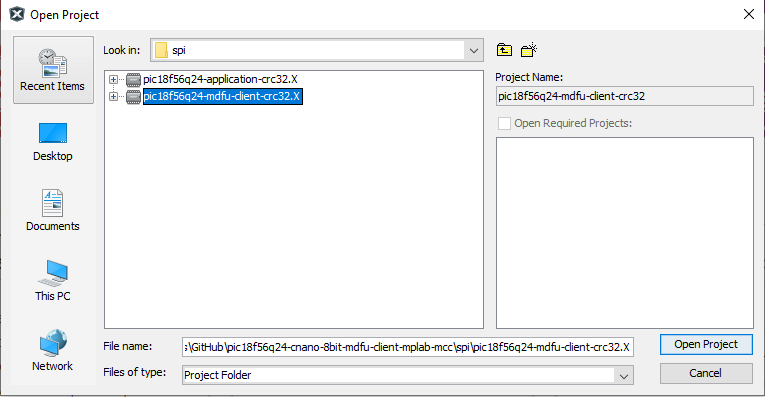 Open Project
Look in:
spi
Recent Items
Desktop
Documents
This PC
Network
pic18f56q24-application-crc32.X
pic18f56q24-mdfu-client-crc32.X
Project Name:
pic18f56q24-mdfu-client-crc32
Open Required Projects:
File name:
\GitHub\pic18f56q24-cnano-8bit-mdfu-client-mplab-mcc\spi\pic18f56q24-mdfu-client-crc32.X
Open Project
Files of type:
Project Folder
Cancel